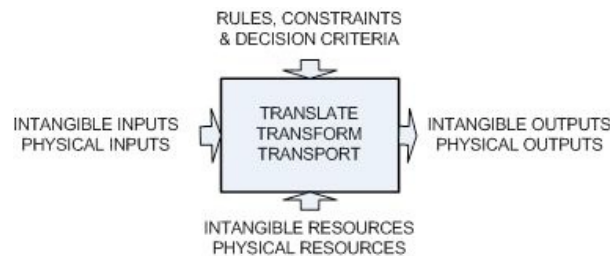 RULES, CONSTRAINTS
& DECISION CRITERIA
INTANGIBLE INPUTS
PHYSICAL INPUTS
TRANSLATE
TRANSFORM
TRANSPORT
INTANGIBLE OUTPUTS
PHYSICAL OUTPUTS
INTANGIBLE RESOURCES
PHYSICAL RESOURCES